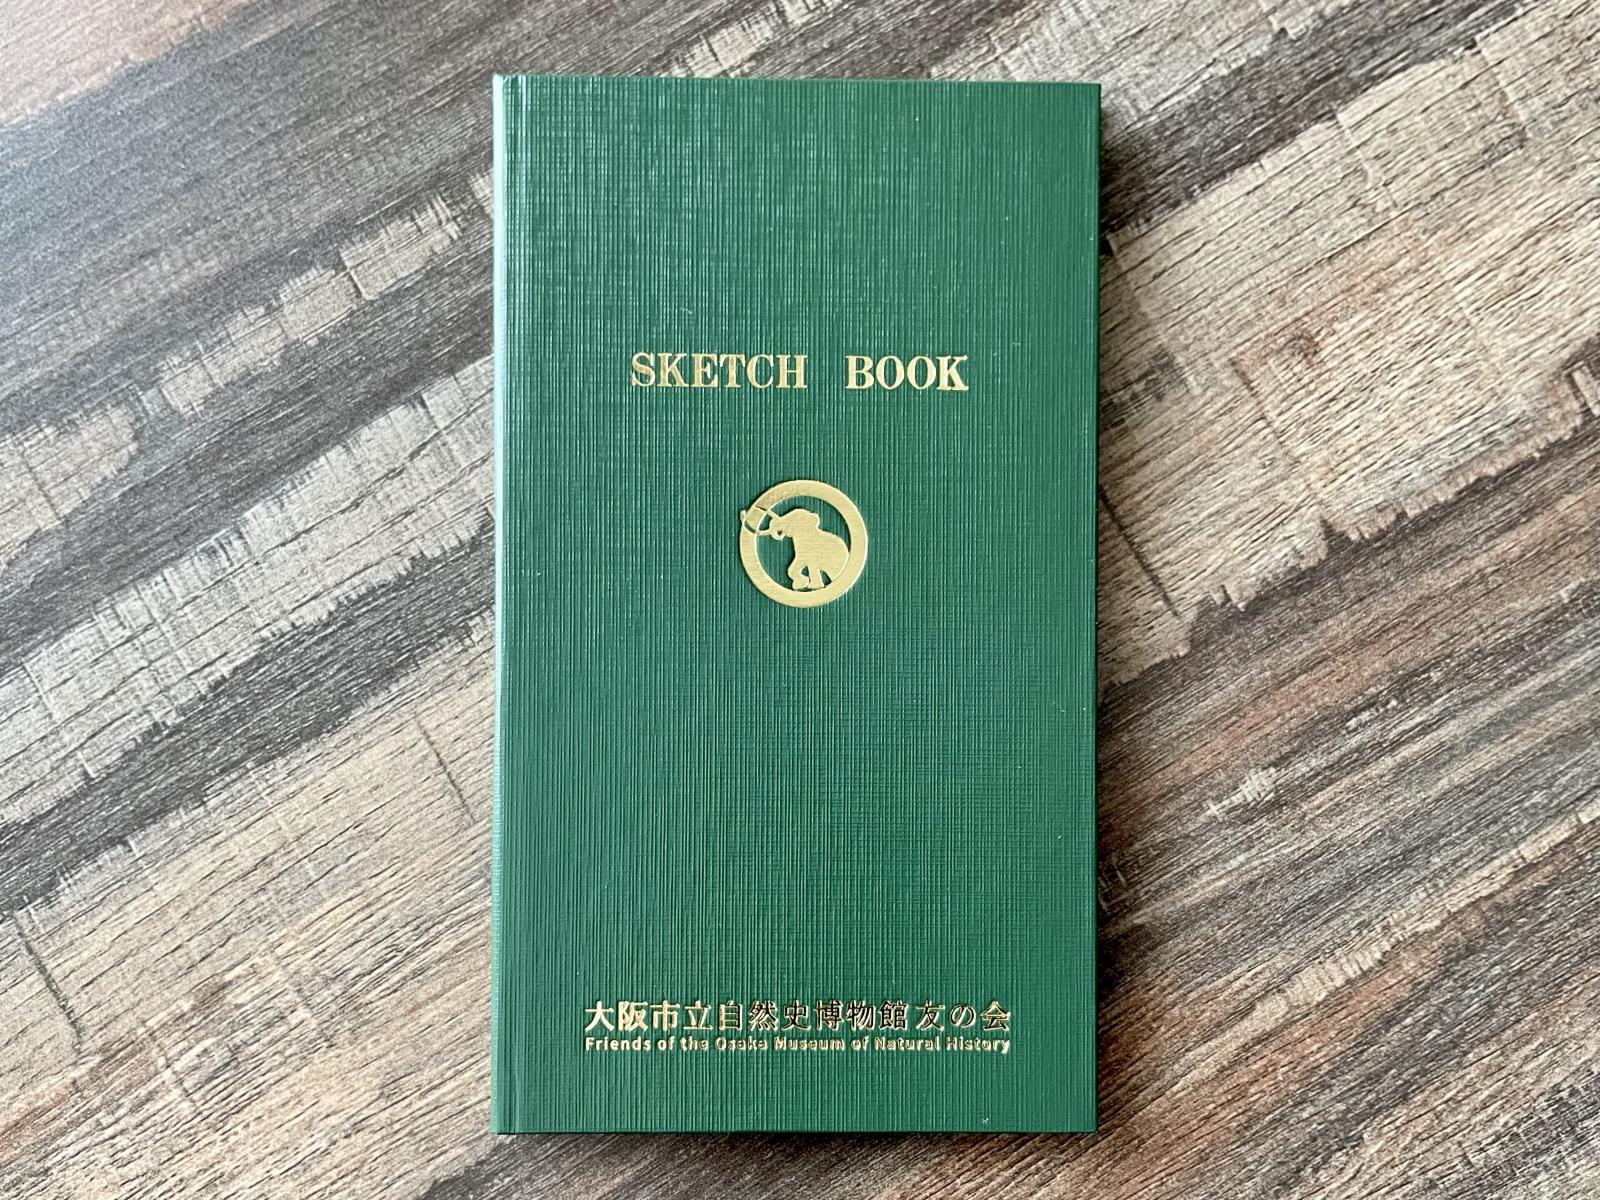 SKETCH BOOK
大阪市立自然史博物館友の会
Friends of the Osaka Museum of Natural History